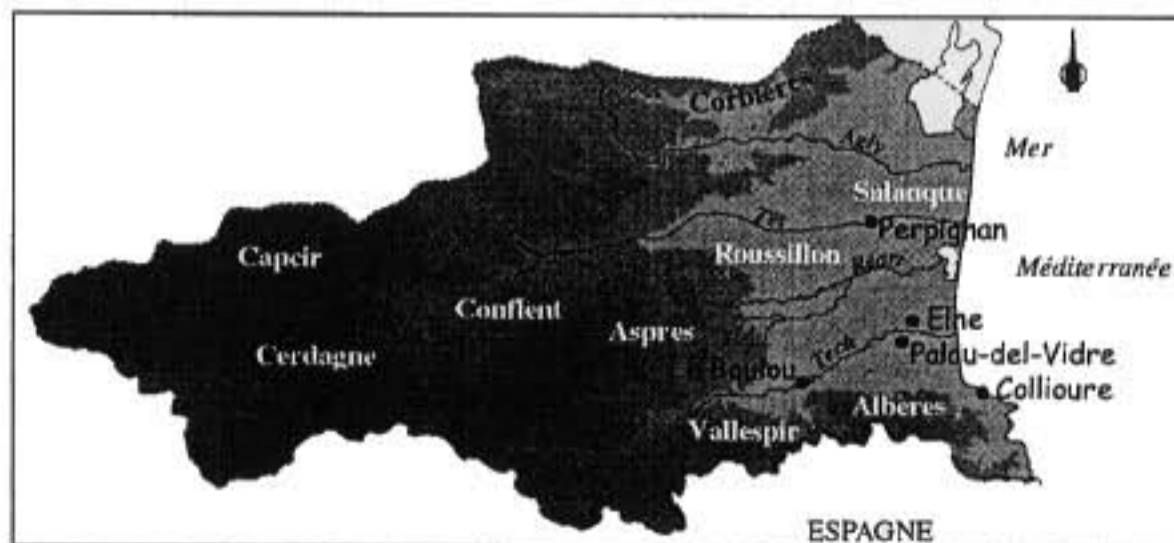 Corbières
Agly
Mer
Salanque
Têt
Perpignan
Capcir
Roussillon
Réart
Méditerranée
Conflent
Elne
Aspres
Cerdagne
Tech
Palau-del-Vidre
Le Boulou
Collioure
Albères
Vallespir
ESPAGNE